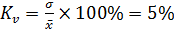 K_v = σ/x̄ × 100% = 5%